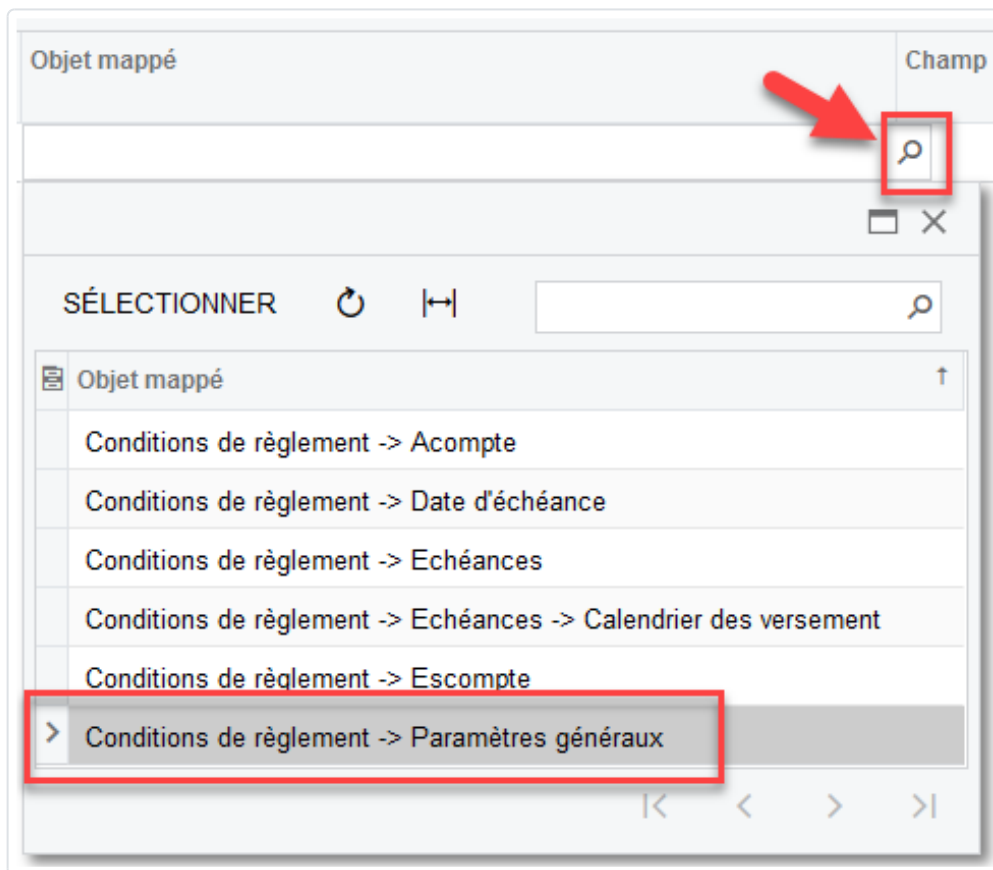 Objet mappé Champ
SÉLECTIONNER
Objet mappé
Conditions de règlement -> Acompte
Conditions de règlement -> Date d'échéance
Conditions de règlement -> Echéances
Conditions de règlement -> Echéances -> Calendrier des versement
Conditions de règlement -> Escompte
Conditions de règlement -> Paramètres généraux